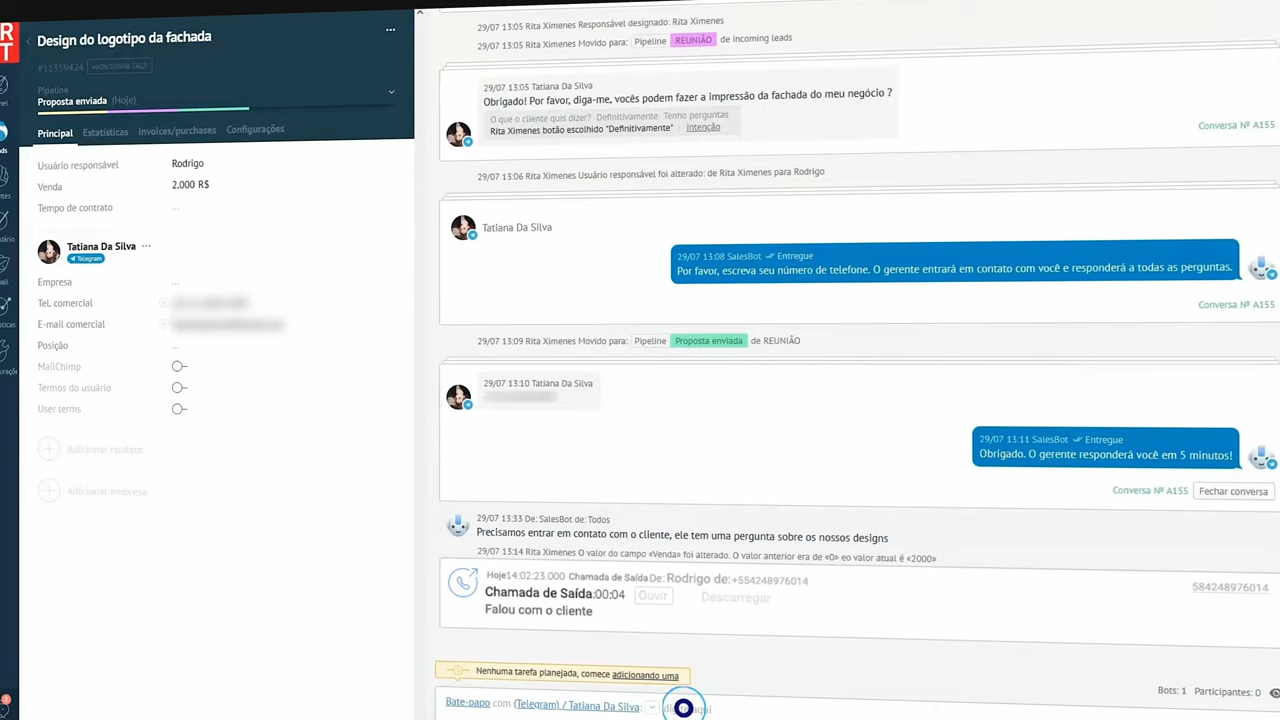 R
T
Design do logotipo da fachada
#11359424 #ADICIONAR TAGS
Pipeline
Proposta enviada (Hoje)
Principal Estatísticas Invoices/purchases Configurações
Usuário responsável Rodrigo
Venda 2.000 R$
Tempo de contrato ...
Tatiana Da Silva ...
Telegram
Empresa ...
Tel. comercial
E-mail comercial
Posição ...
MailChimp
Termos do usuário
User terms
Adicionar contato
Adicionar empresa
29/07 13:05 Rita Ximenes Responsável designado: Rita Ximenes
29/07 13:05 Rita Ximenes Movido para: Pipeline REUNIÃO de Incoming leads
29/07 13:05 Tatiana Da Silva
Obrigado! Por favor, diga-me, vocês podem fazer a impressão da fachada do meu negócio ?
O que o cliente quis dizer? Definitivamente Tenho perguntas
Rita Ximenes botão escolhido "Definitivamente" intenção
Conversa Nº A155
29/07 13:06 Rita Ximenes Usuário responsável foi alterado: de Rita Ximenes para Rodrigo
Tatiana Da Silva
29/07 13:08 SalesBot Entregue
Por favor, escreva seu número de telefone. O gerente entrará em contato com você e responderá a todas as perguntas.
Conversa Nº A155
29/07 13:09 Rita Ximenes Movido para: Pipeline Proposta enviada de REUNIÃO
29/07 13:10 Tatiana Da Silva
29/07 13:11 SalesBot Entregue
Obrigado. O gerente responderá você em 5 minutos!
Conversa Nº A155 Fechar conversa
29/07 13:33 De: SalesBot de: Todos
Precisamos entrar em contato com o cliente, ele tem uma pergunta sobre os nossos designs
29/07 13:14 Rita Ximenes O valor do campo «Venda» foi alterado. O valor anterior era de «0» eo valor atual é «2000»
Hoje14:02:23.000 Chamada de Saída De: Rodrigo de:+554248976014
584248976014
Chamada de Saída:00:04 Ouvir Descarregar
Falou com o cliente
Nenhuma tarefa planejada, comece adicionando uma
Bots: 1 Participantes: 0
Bate-papo com (Telegram) / Tatiana Da Silva:
2